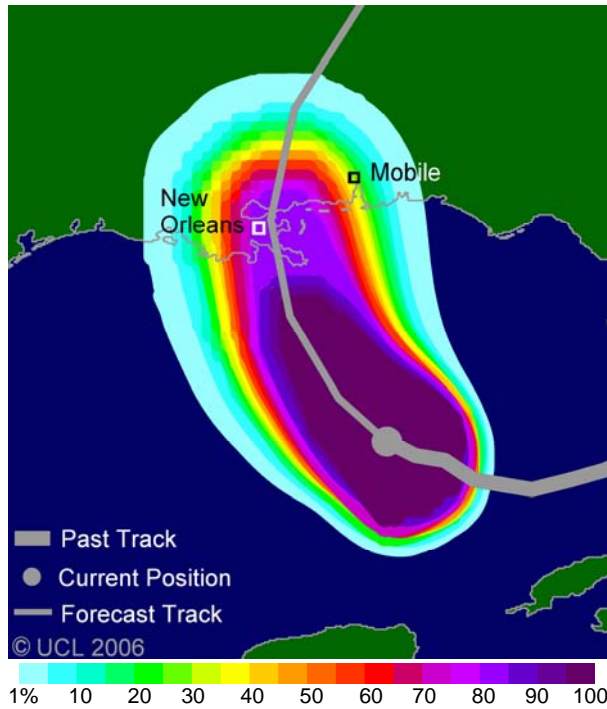 Mobile
New
Orleans
Past Track
Current Position
Forecast Track
© UCL 2006
1% 10 20 30 40 50 60 70 80 90 100